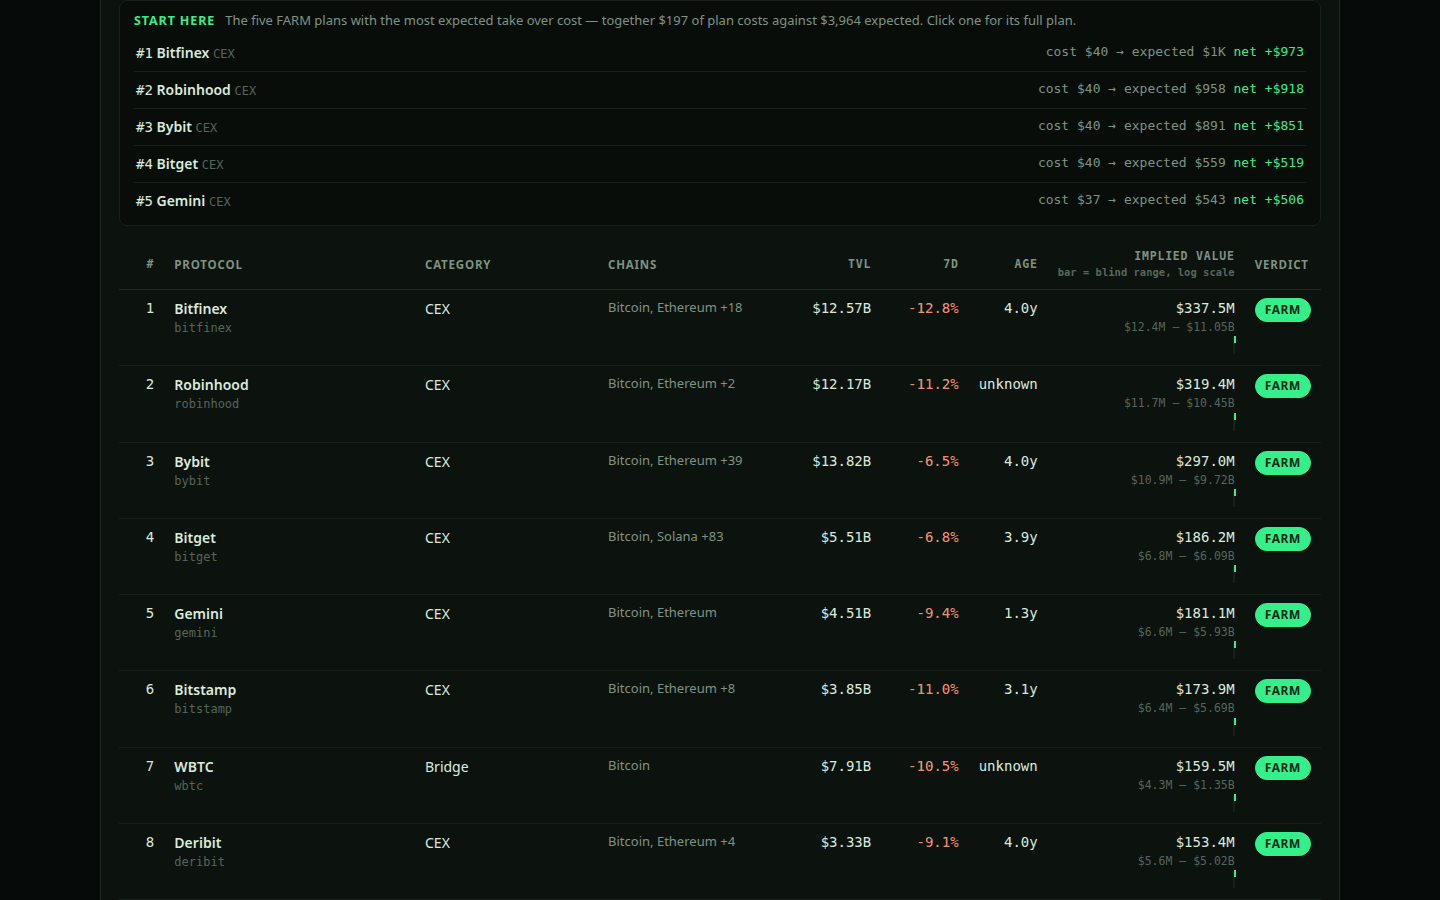 START HERE The five FARM plans with the most expected take over cost — together $197 of plan costs against $3,964 expected. Click one for its full plan.
#1 Bitfinex CEX cost $40 → expected $1K net +$973
#2 Robinhood CEX cost $40 → expected $958 net +$918
#3 Bybit CEX cost $40 → expected $891 net +$851
#4 Bitget CEX cost $40 → expected $559 net +$519
#5 Gemini CEX cost $37 → expected $543 net +$506
# PROTOCOL CATEGORY CHAINS TVL 7D AGE IMPLIED VALUE VERDICT
bar = blind range, log scale
1 Bitfinex CEX Bitcoin, Ethereum +18 $12.57B -12.8% 4.0y $337.5M FARM
bitfinex $12.4M — $11.05B
2 Robinhood CEX Bitcoin, Ethereum +2 $12.17B -11.2% unknown $319.4M FARM
robinhood $11.7M — $10.45B
3 Bybit CEX Bitcoin, Ethereum +39 $13.82B -6.5% 4.0y $297.0M FARM
bybit $10.9M — $9.72B
4 Bitget CEX Bitcoin, Solana +83 $5.51B -6.8% 3.9y $186.2M FARM
bitget $6.8M — $6.09B
5 Gemini CEX Bitcoin, Ethereum $4.51B -9.4% 1.3y $181.1M FARM
gemini $6.6M — $5.93B
6 Bitstamp CEX Bitcoin, Ethereum +8 $3.85B -11.0% 3.1y $173.9M FARM
bitstamp $6.4M — $5.69B
7 WBTC Bridge Bitcoin $7.91B -10.5% unknown $159.5M FARM
wbtc $4.3M — $1.35B
8 Deribit CEX Bitcoin, Ethereum +4 $3.33B -9.1% 4.0y $153.4M FARM
deribit $5.6M — $5.02B